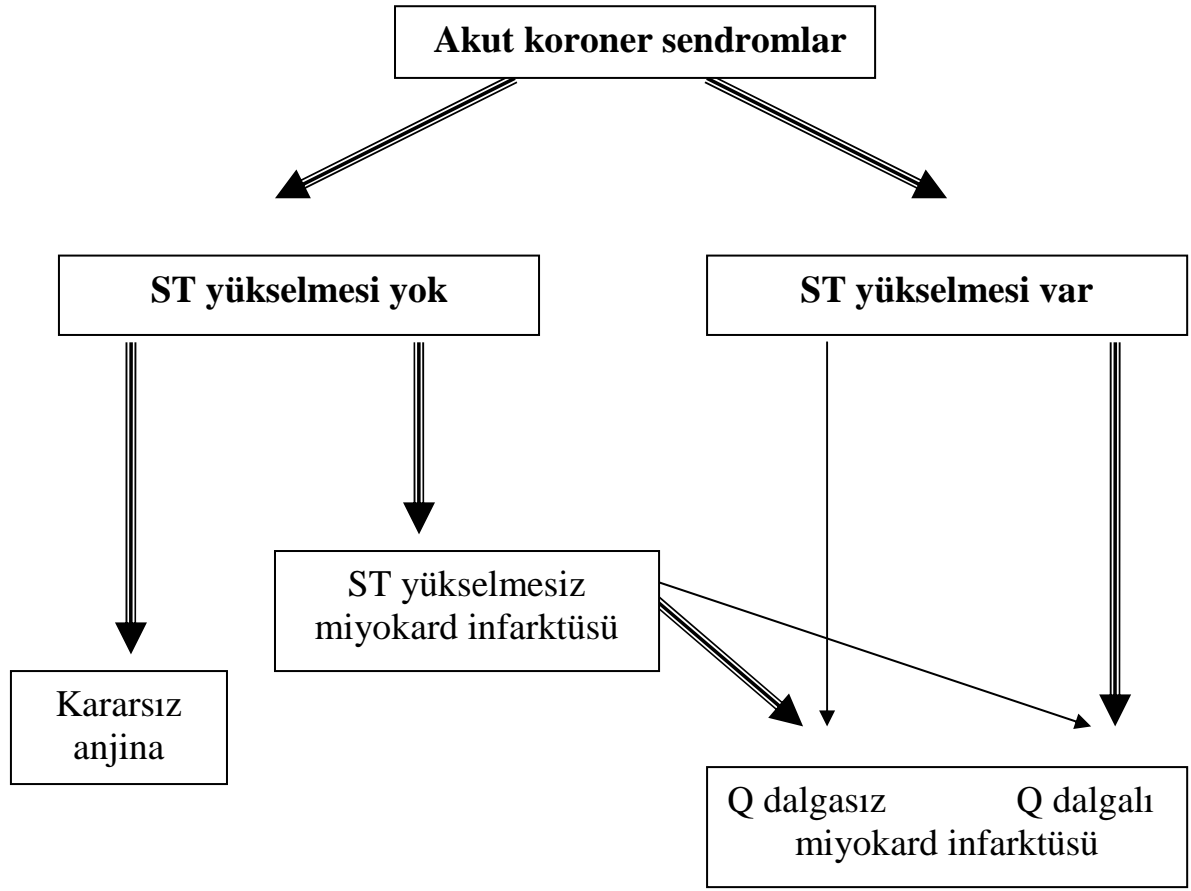 Akut koroner sendromlar
ST yükselmesi yok
ST yükselmesi var
ST yükselmesiz
miyokard infarktüsü
Kararsız
anjina
Q dalgasız Q dalgalı
miyokard infarktüsü